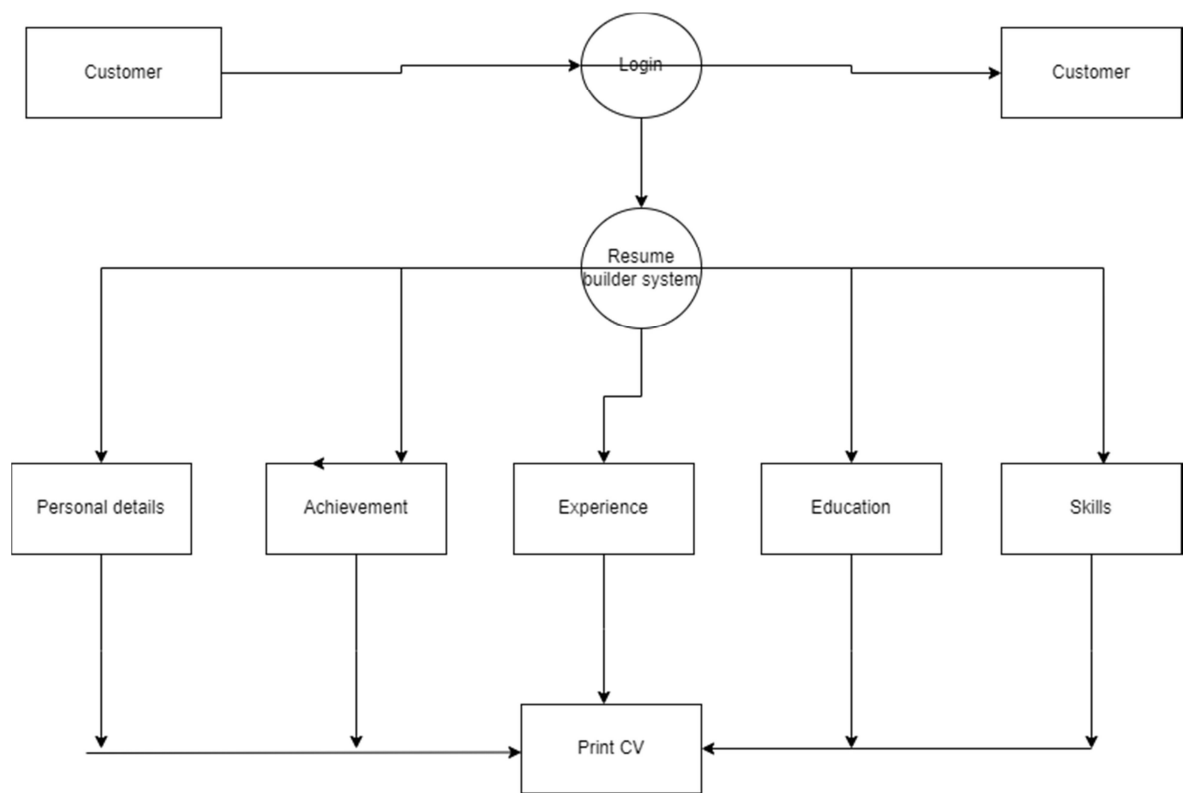 Customer
Login
Customer
Resume
builder system
Personal details
Achievement
Experience
Education
Skills
Print CV